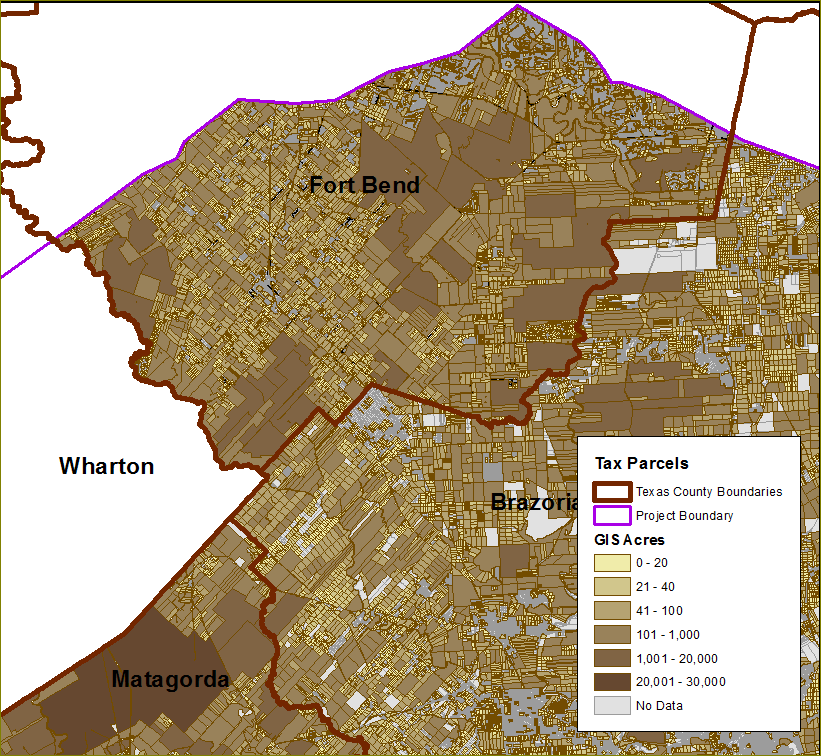 Fort Bend
Wharton
Brazoria
Matagorda
Tax Parcels
Texas County Boundaries
Project Boundary
GIS Acres
0 - 20
21 - 40
41 - 100
101 - 1,000
1,001 - 20,000
20,001 - 30,000
No Data